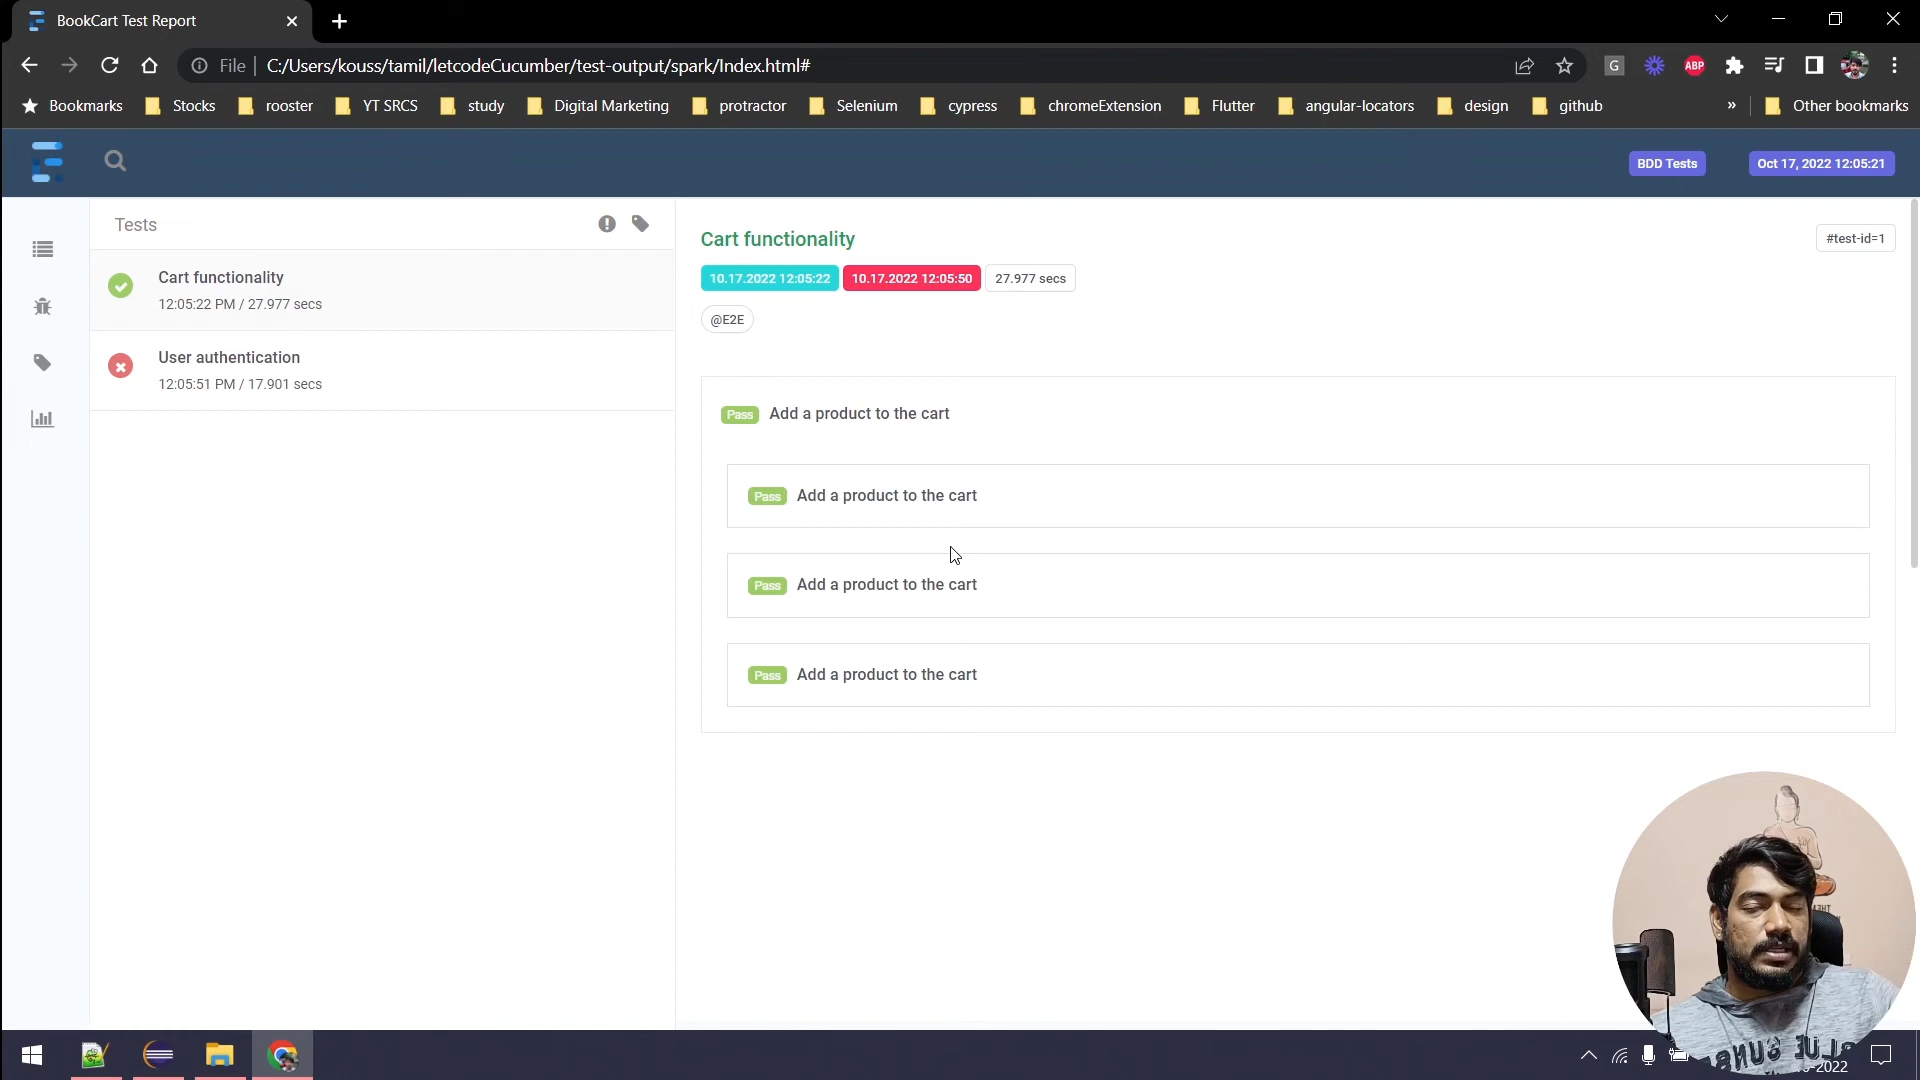 BookCart Test Report
File
C:/Users/kouss/tamil/letcodeCucumber/test-output/spark/Index.html#
G
ABP
Bookmarks
Stocks
rooster
YT SRCS
study
Digital Marketing
protractor
Selenium
cypress
chromeExtension
Flutter
angular-locators
design
github
»
Other bookmarks
BDD Tests
Oct 17, 2022 12:05:21
Tests
Cart functionality
12:05:22 PM / 27.977 secs
User authentication
12:05:51 PM / 17.901 secs
Cart functionality
#test-id=1
10.17.2022 12:05:22
10.17.2022 12:05:50
27.977 secs
@E2E
Pass Add a product to the cart
Pass Add a product to the cart
Pass Add a product to the cart
Pass Add a product to the cart